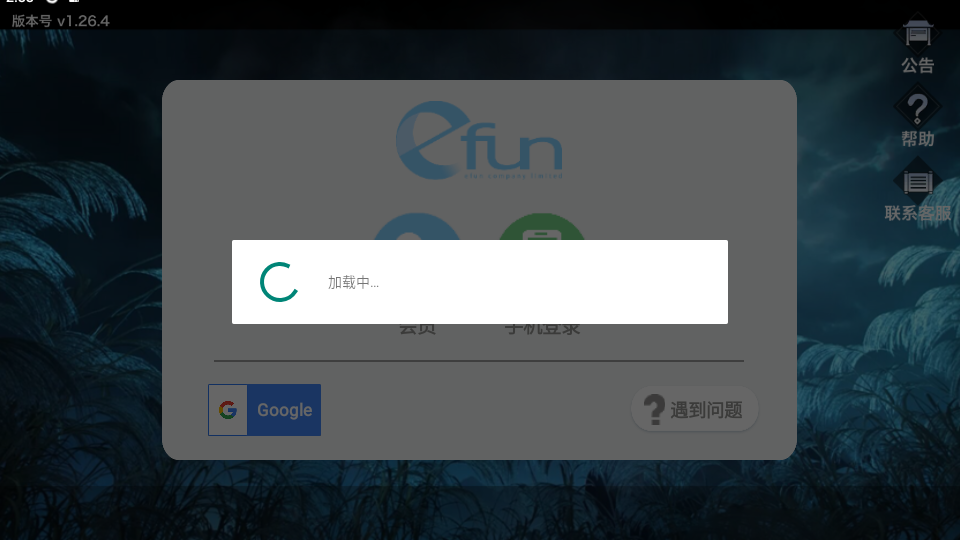 版本号 v1.26.4
公告
帮助
联系客服
efun
efun company limited
加载中...
会员
手机登录
Google
遇到问题